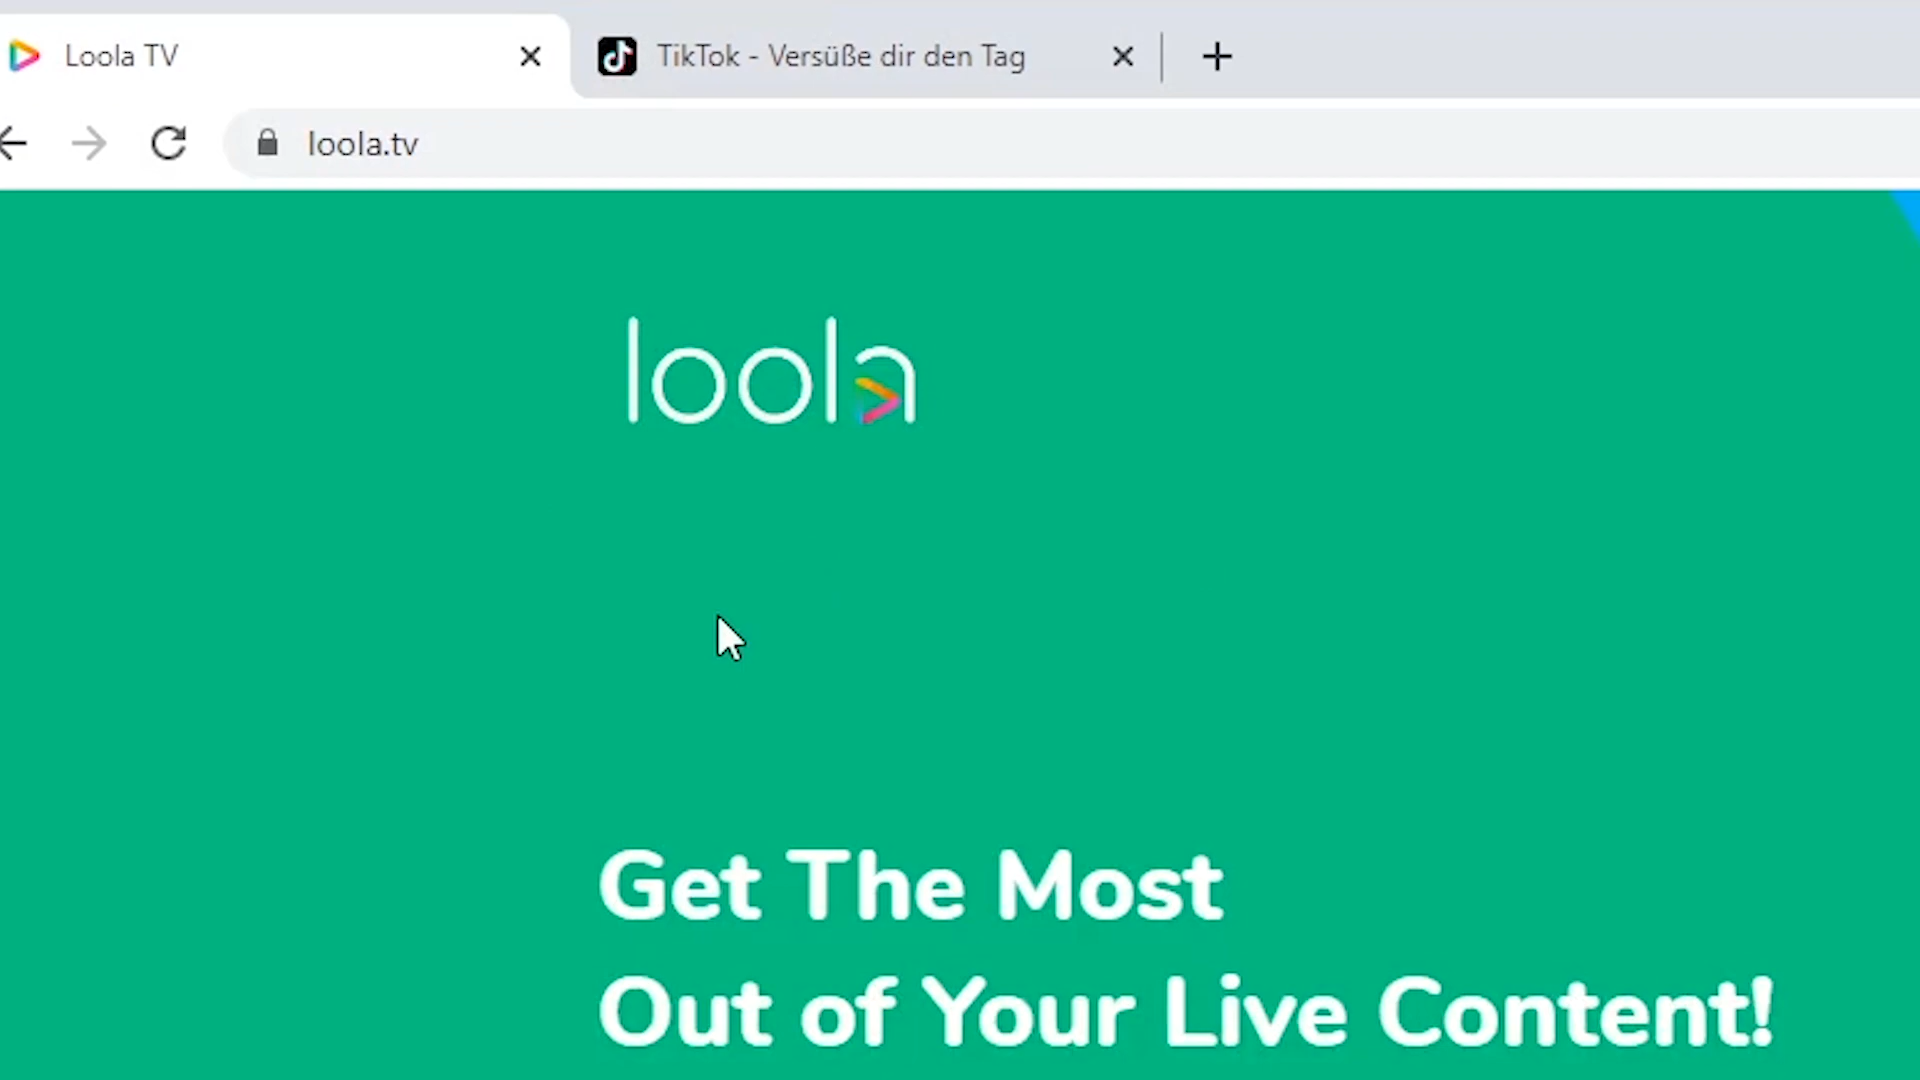 Loola TV
TikTok - Versüße dir den Tag
loola.tv
loola
Get The Most
Out of Your Live Content!